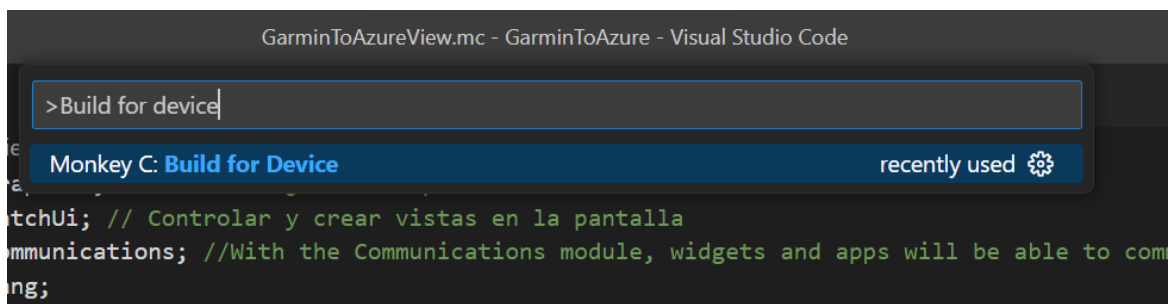 GarminToAzureView.mc - GarminToAzure - Visual Studio Code
>Build for device
Monkey C: Build for Device recently used
tchUi; // Controlar y crear vistas en la pantalla
ommunications; //With the Communications module, widgets and apps will be able to com
ng;